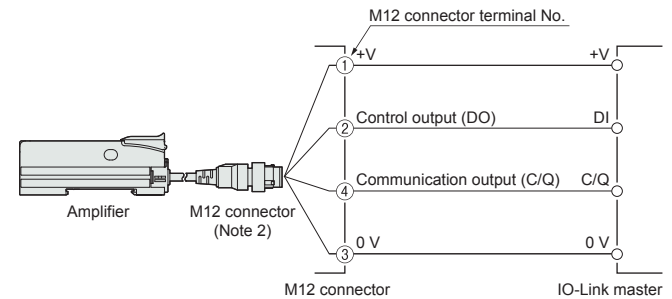 M12 connector terminal No.
① +V +V
② Control output (DO) DI
④ Communication output (C/Q) C/Q
③ 0 V 0 V
Amplifier
M12 connector
(Note 2)
M12 connector
IO-Link master